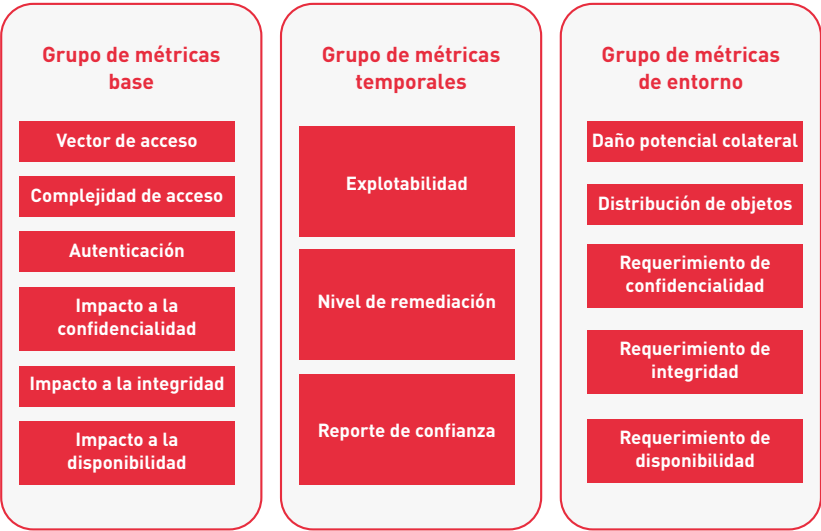 Grupo de métricas
base
Vector de acceso
Complejidad de acceso
Autenticación
Impacto a la
confidencialidad
Impacto a la integridad
Impacto a la
disponibilidad
Grupo de métricas
temporales
Explotabilidad
Nivel de remediación
Reporte de confianza
Grupo de métricas
de entorno
Daño potencial colateral
Distribución de objetos
Requerimiento de
confidencialidad
Requerimiento de
integridad
Requerimiento de
disponibilidad